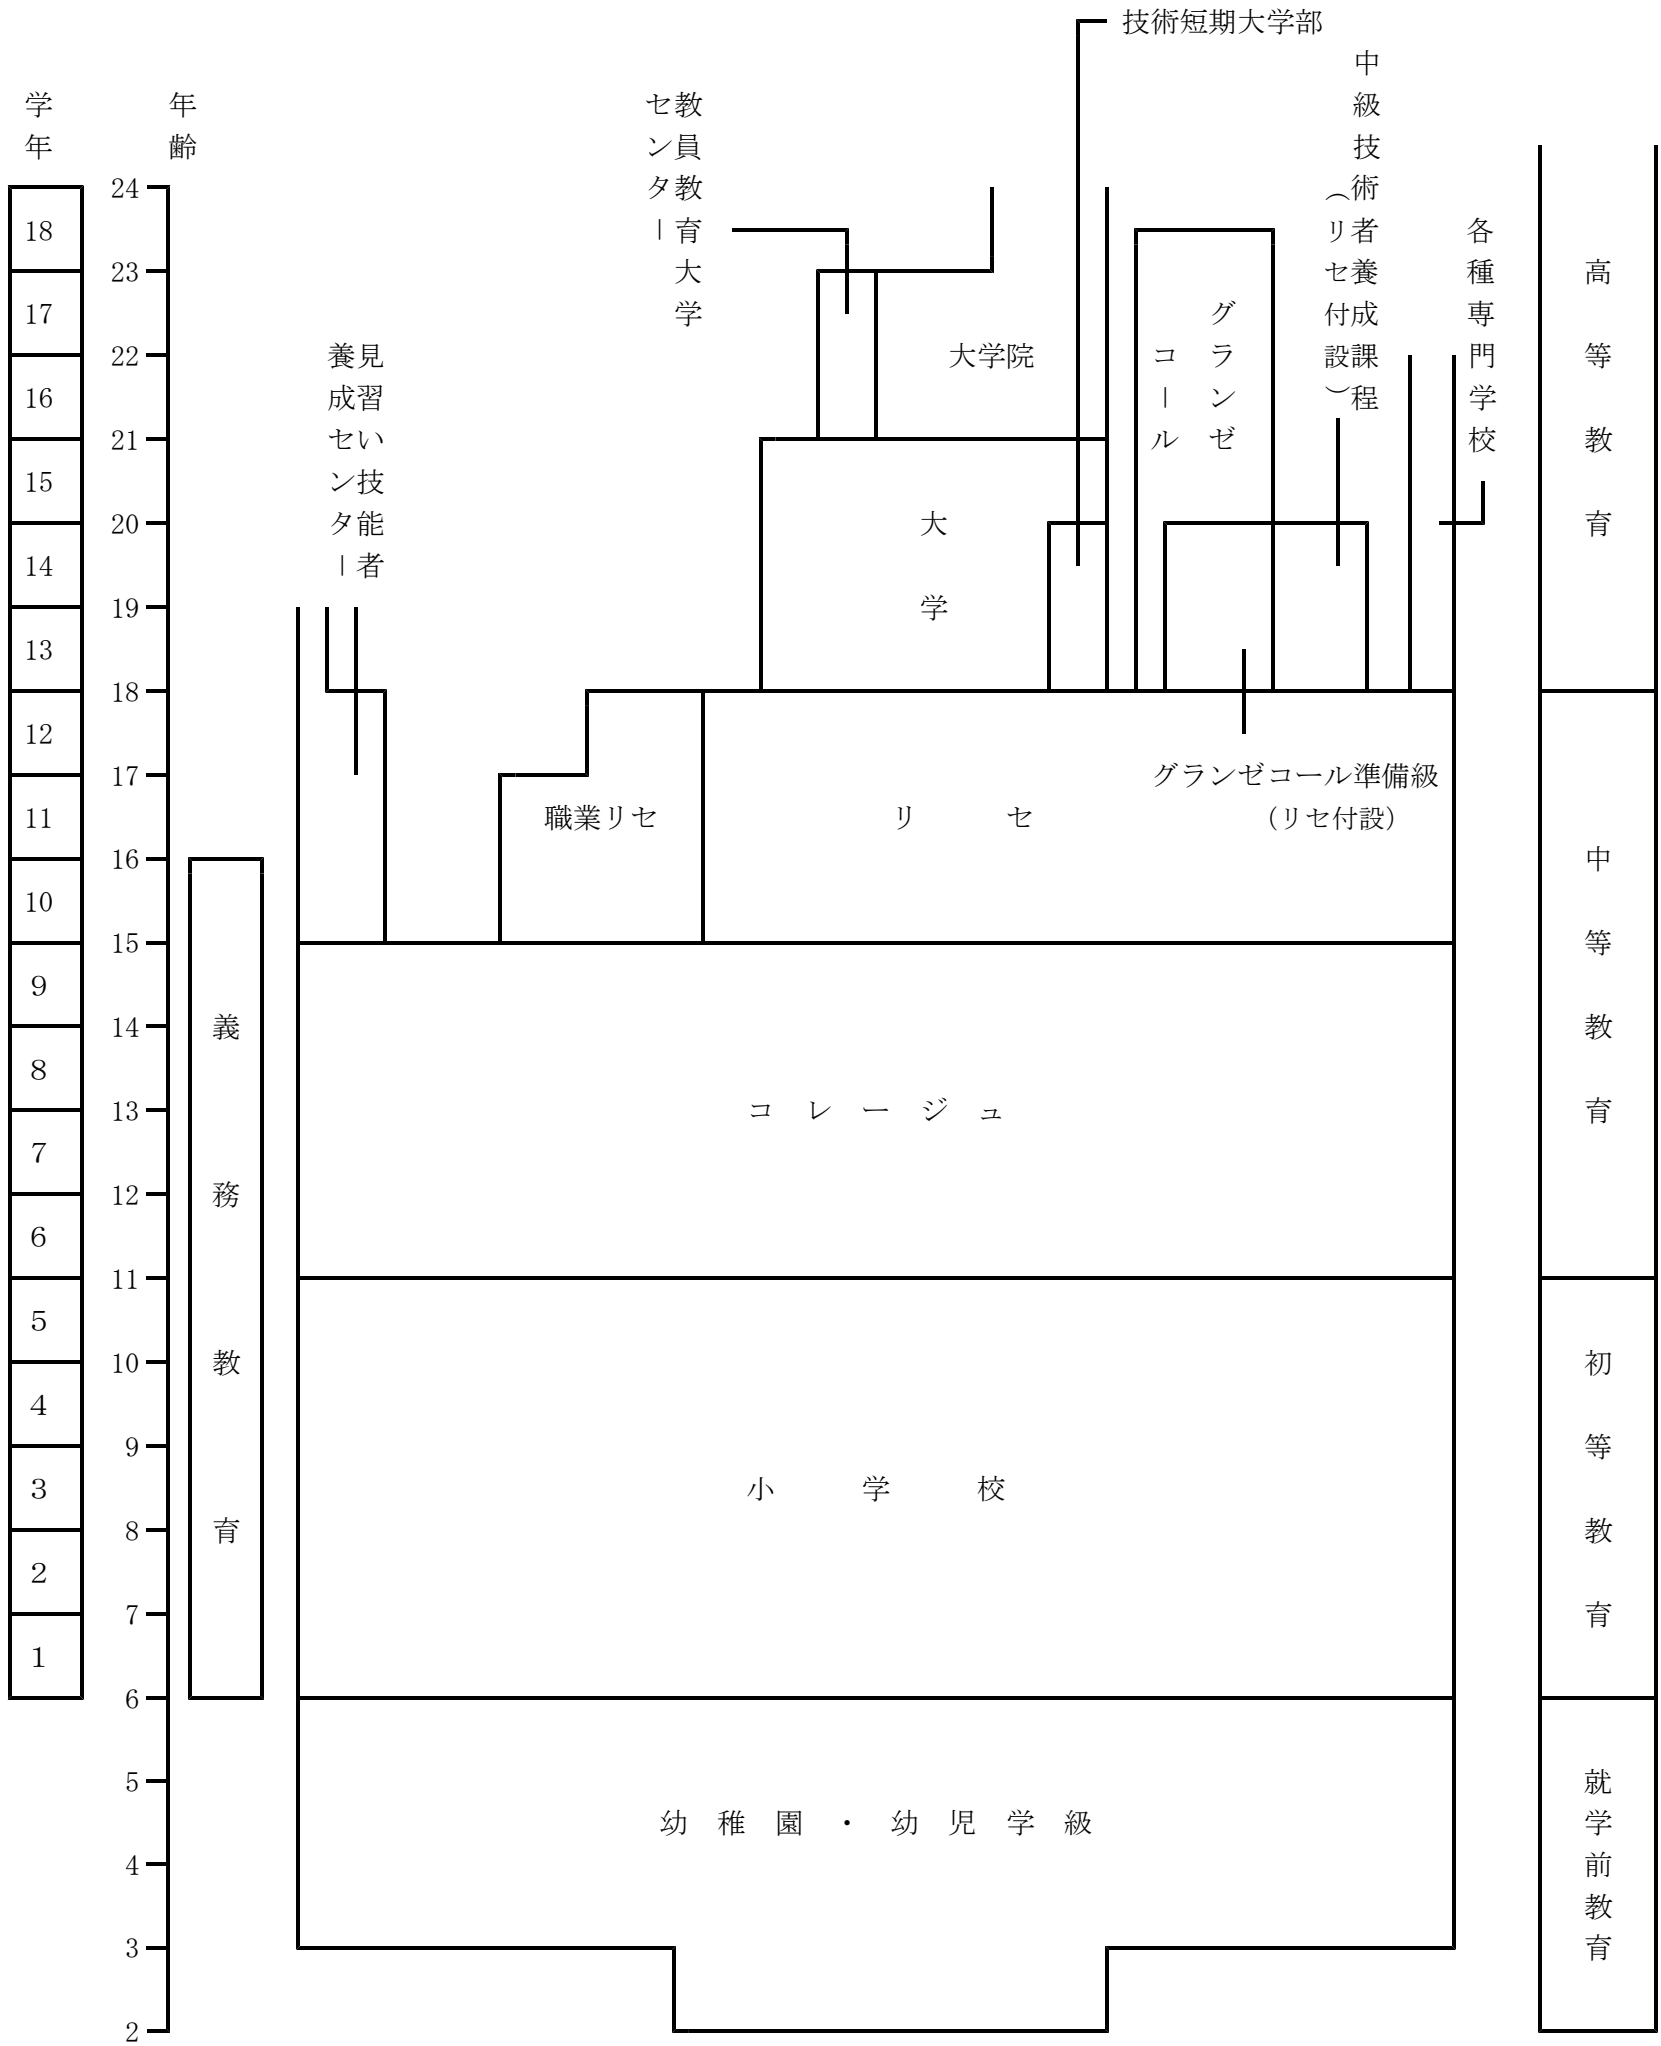 技術短期大学部
学年
年齢
教員教育大学
センター
中級技術者養成課程
（リセ付設）
各種専門学校
見習い技能者
養成センター
グランゼ
コール
大学院
大学
グランゼコール準備級
（リセ付設）
職業リセ
リセ
コレージュ
小学校
幼稚園・幼児学級
義務教育
高等教育
中等教育
初等教育
就学前教育
18
17
16
15
14
13
12
11
10
9
8
7
6
5
4
3
2
1
24
23
22
21
20
19
18
17
16
15
14
13
12
11
10
9
8
7
6
5
4
3
2